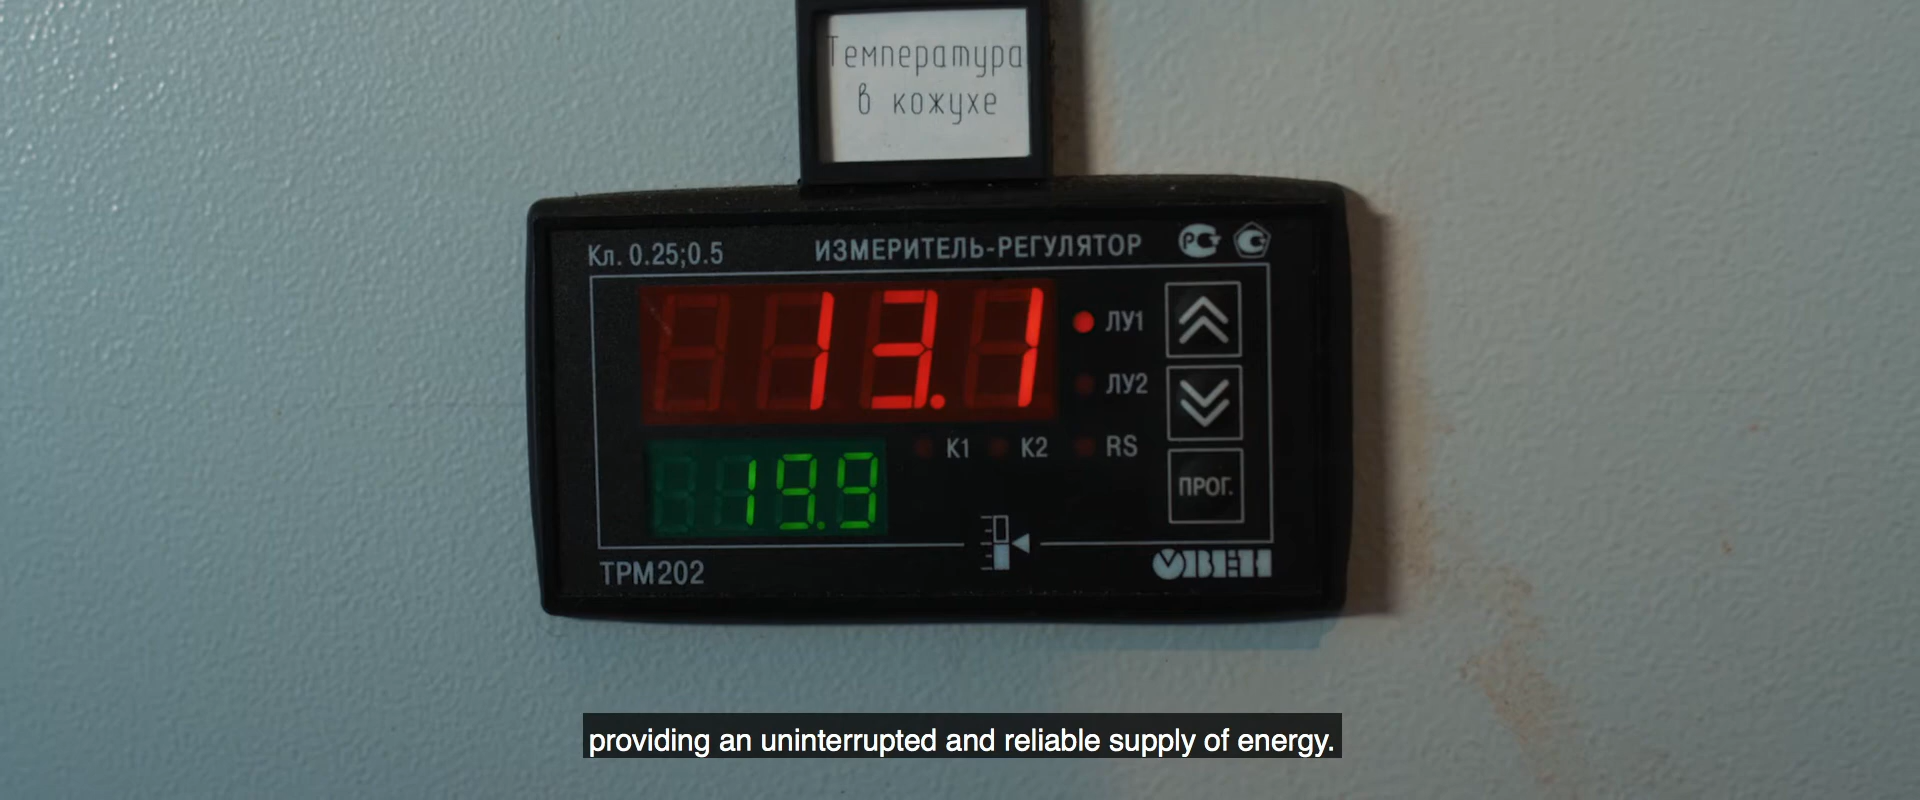 Температура
в кожухе
Кл. 0.25;0.5 ИЗМЕРИТЕЛЬ-РЕГУЛЯТОР РСТ
13.1
ЛУ1
ЛУ2
19.9
К1 К2 RS
ПРОГ.
ТРМ202 ОВЕН
providing an uninterrupted and reliable supply of energy.